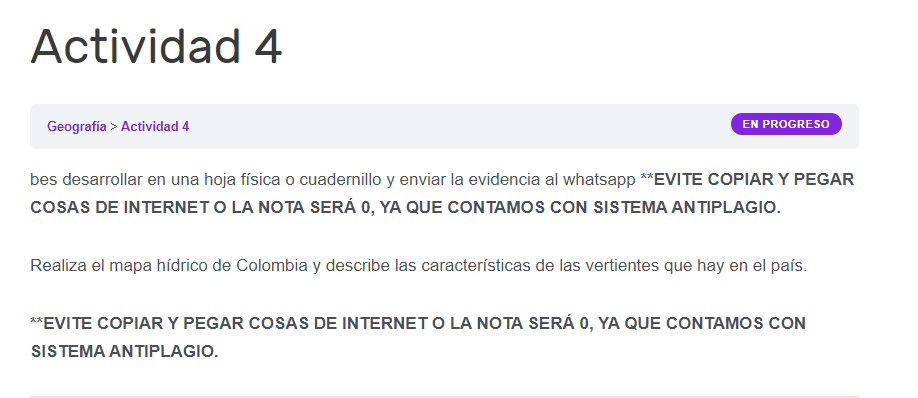 Actividad 4
Geografía > Actividad 4
EN PROGRESO
bes desarrollar en una hoja física o cuadernillo y enviar la evidencia al whatsapp **EVITE COPIAR Y PEGAR
COSAS DE INTERNET O LA NOTA SERÁ 0, YA QUE CONTAMOS CON SISTEMA ANTIPLAGIO.
Realiza el mapa hídrico de Colombia y describe las características de las vertientes que hay en el país.
**EVITE COPIAR Y PEGAR COSAS DE INTERNET O LA NOTA SERÁ 0, YA QUE CONTAMOS CON
SISTEMA ANTIPLAGIO.